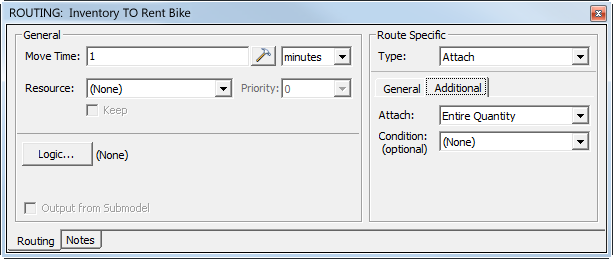 ROUTING: Inventory TO Rent Bike
General
Move Time: 1 minutes
Resource: (None) Priority: 0
Keep
Logic... (None)
Output from Submodel
Route Specific
Type: Attach
General Additional
Attach: Entire Quantity
Condition: (None)
(optional)
Routing Notes